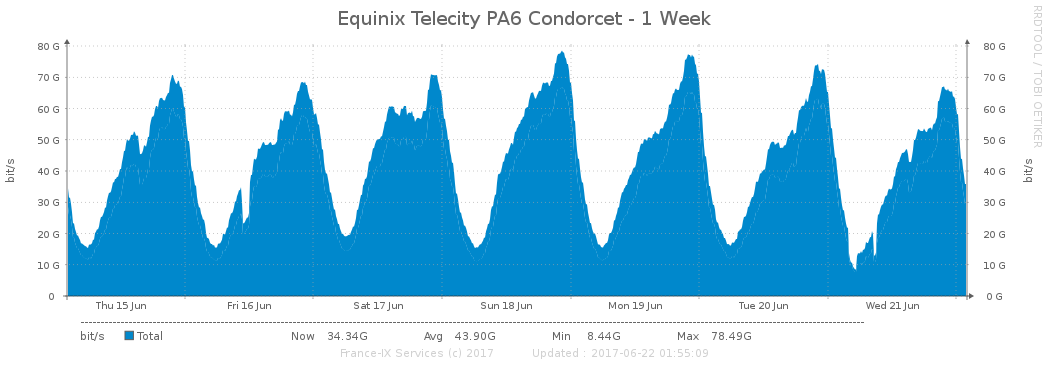 Equinix Telecity PA6 Condorcet - 1 Week
RRDTOOL / TOBI OETIKER
bit/s
80 G
70 G
60 G
50 G
40 G
30 G
20 G
10 G
0
80 G
70 G
60 G
50 G
40 G
30 G
20 G
10 G
0 G
bit/s
Thu 15 Jun Fri 16 Jun Sat 17 Jun Sun 18 Jun Mon 19 Jun Tue 20 Jun Wed 21 Jun
bit/s Total Now 34.34G Avg 43.90G Min 8.44G Max 78.49G
France-IX Services (c) 2017 Updated : 2017-06-22 01:55:09